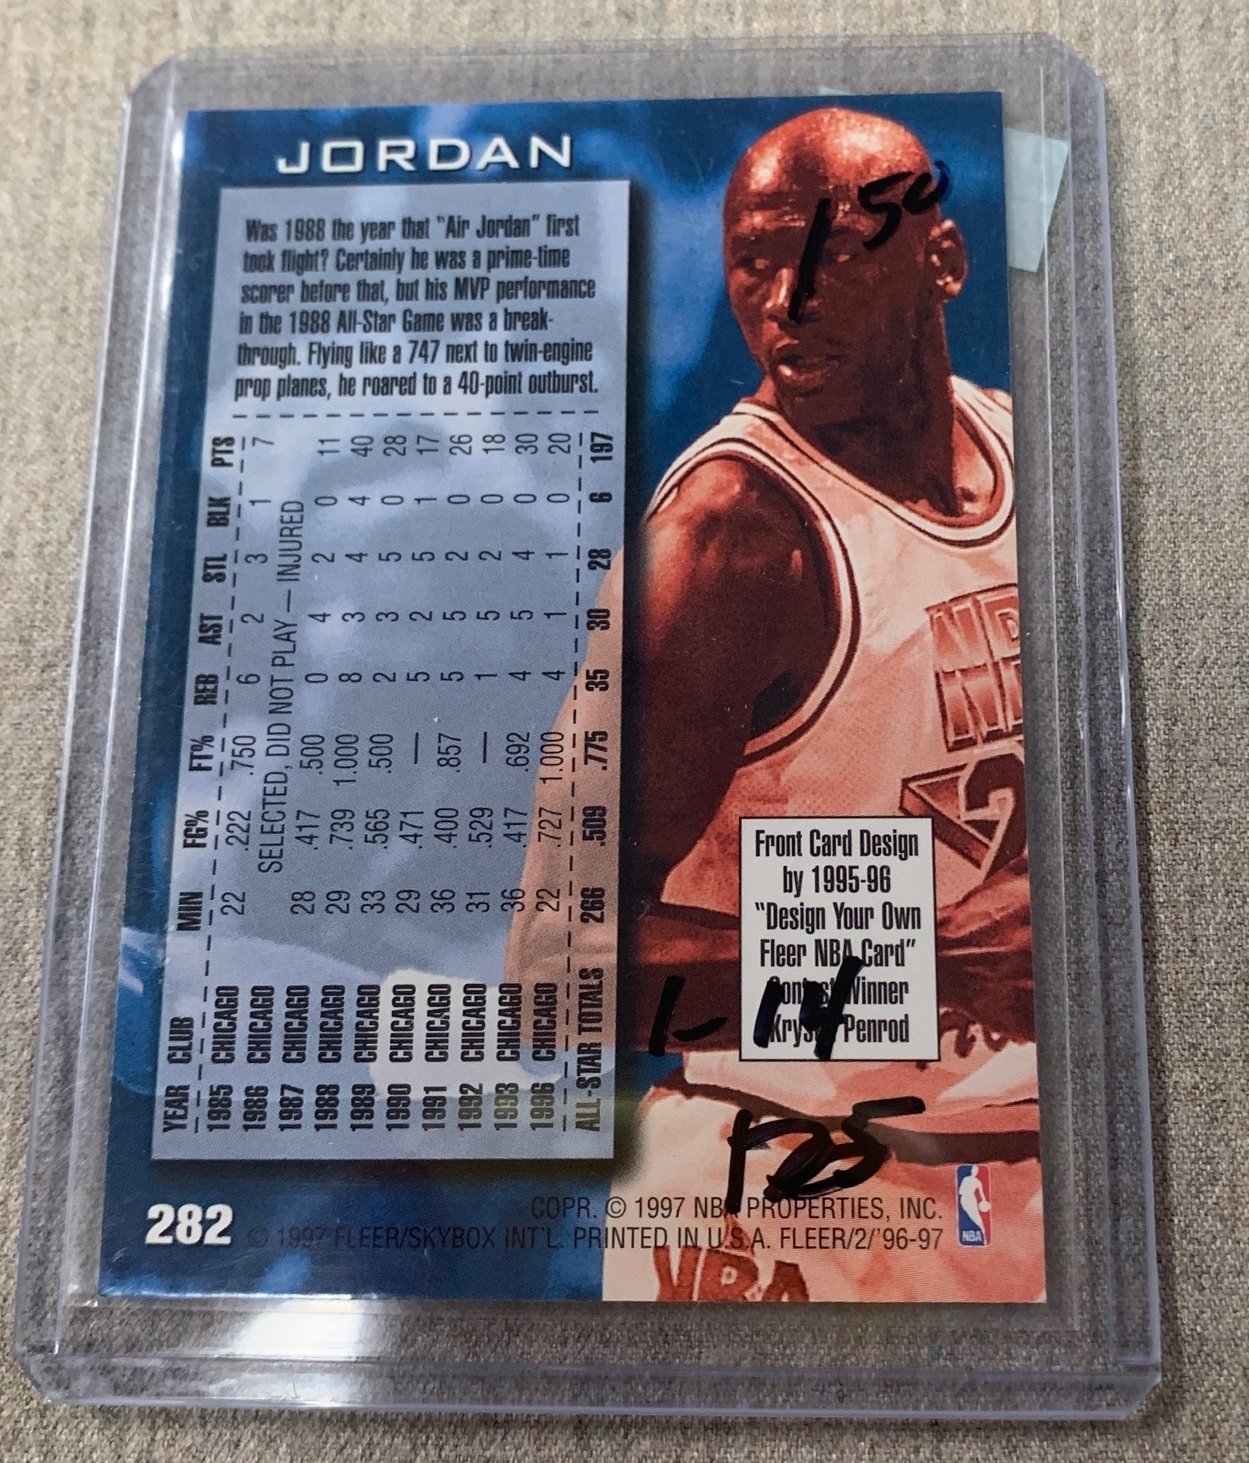 JORDAN
Was 1988 the year that "Air Jordan" first
took flight? Certainly he was a prime-time
scorer before that, but his MVP performance
in the 1988 All-Star Game was a break-
through. Flying like a 747 next to twin-engine
prop planes, he roared to a 40-point outburst.
YEAR CLUB MIN FG% FT% REB AST STL BLK PTS
1985 CHICAGO 22 .222 .750 6 2 3 1 7
1986 CHICAGO SELECTED, DID NOT PLAY — INJURED
1987 CHICAGO 28 .417 .500 0 4 2 0 11
1988 CHICAGO 29 .739 1.000 8 3 4 4 40
1989 CHICAGO 33 .565 .500 2 3 5 0 28
1990 CHICAGO 29 .471 — 5 2 5 1 17
1991 CHICAGO 36 .400 .857 5 5 2 0 26
1992 CHICAGO 31 .529 — 1 5 2 0 18
1993 CHICAGO 36 .417 .692 4 5 4 0 30
1996 CHICAGO 22 .727 1.000 4 1 1 0 20
ALL-STAR TOTALS 266 .509 .775 35 30 28 6 197
150
Front Card Design
by 1995-96
"Design Your Own
Fleer NBA Card"
Contest Winner
Penrod
1-14
125
282
COPR. © 1997 NBA PROPERTIES, INC.
© 1997 FLEER/SKYBOX INT'L. PRINTED IN U.S.A. FLEER/2/'96-97
NBA
NBA